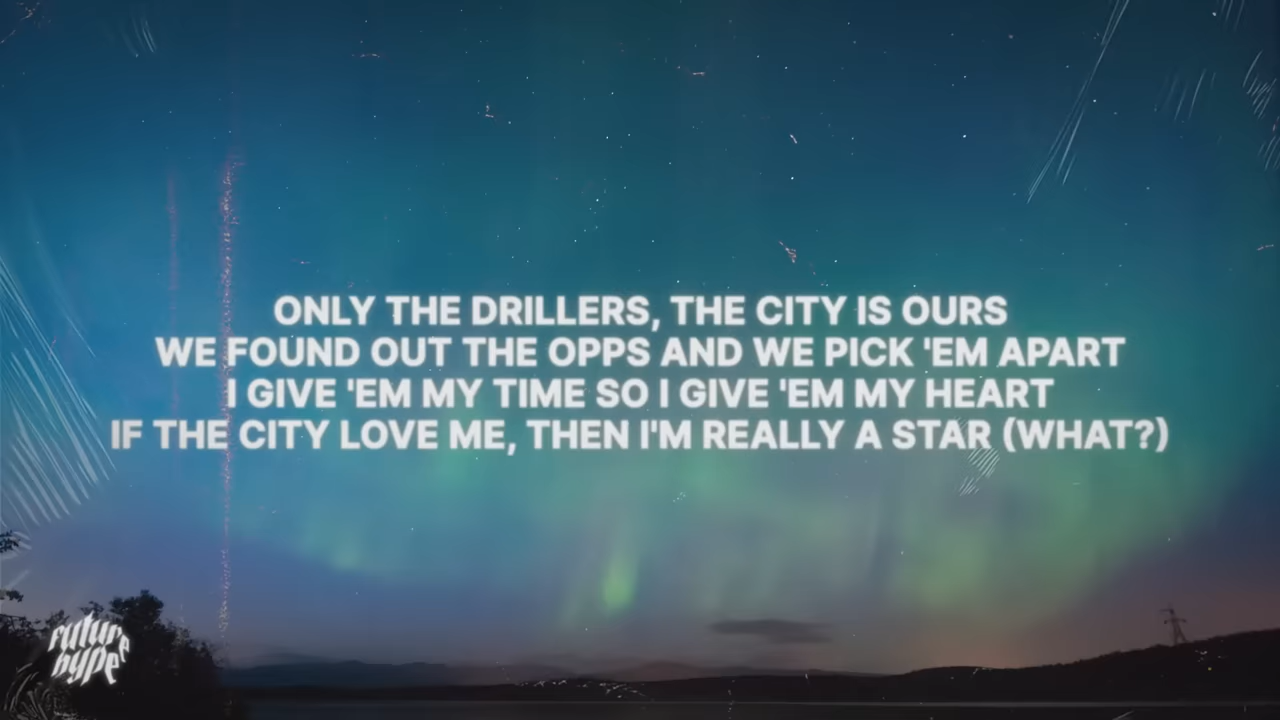 ONLY THE DRILLERS, THE CITY IS OURS
WE FOUND OUT THE OPPS AND WE PICK 'EM APART
I GIVE 'EM MY TIME SO I GIVE 'EM MY HEART
IF THE CITY LOVE ME, THEN I'M REALLY A STAR (WHAT?)
future
hype